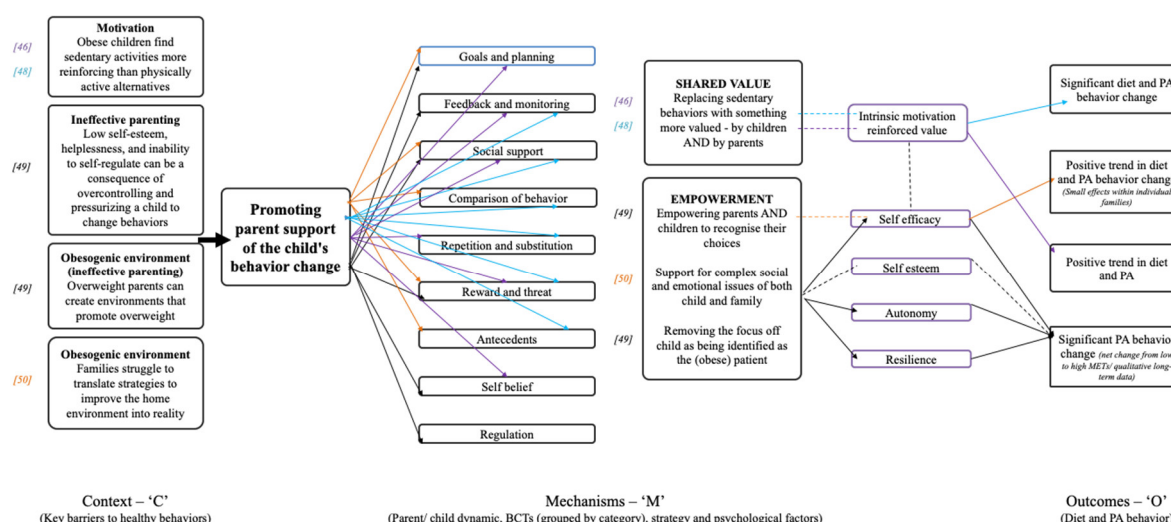 Motivation
Obese children find
sedentary activities more
reinforcing than physically
active alternatives
[46]
[48]
Ineffective parenting
Low self-esteem,
helplessness, and inability
to self-regulate can be a
consequence of
overcontrolling and
pressurizing a child to
change behaviors
[49]
Obesogenic environment
(ineffective parenting)
Overweight parents can
create environments that
promote overweight
[49]
Obesogenic environment
Families struggle to
translate strategies to
improve the home
environment into reality
[50]
Promoting
parent support
of the child's
behavior change
Goals and planning
Feedback and monitoring
Social support
Comparison of behavior
Repetition and substitution
Reward and threat
Antecedents
Self belief
Regulation
[46]
[48]
SHARED VALUE
Replacing sedentary
behaviors with something
more valued - by children
AND by parents
[49]
[50]
[49]
EMPOWERMENT
Empowering parents AND
children to recognise their
choices
Support for complex social
and emotional issues of both
child and family
Removing the focus off
child as being identified as
the (obese) patient
Intrinsic motivation
reinforced value
Self efficacy
Self esteem
Autonomy
Resilience
Significant diet and PA
behavior change
Positive trend in diet
and PA behavior chang
(Small effects within individual
families)
Positive trend in diet
and PA
Significant PA behavio
change (net change from low
to high METs/ qualitative long-
term data)
Context – ‘C’
(Key barriers to healthy behaviors)
Mechanisms – ‘M’
(Parent/ child dynamic, BCTs (grouped by category), strategy and psychological factors)
Outcomes – ‘O’
(Diet and PA behavior)